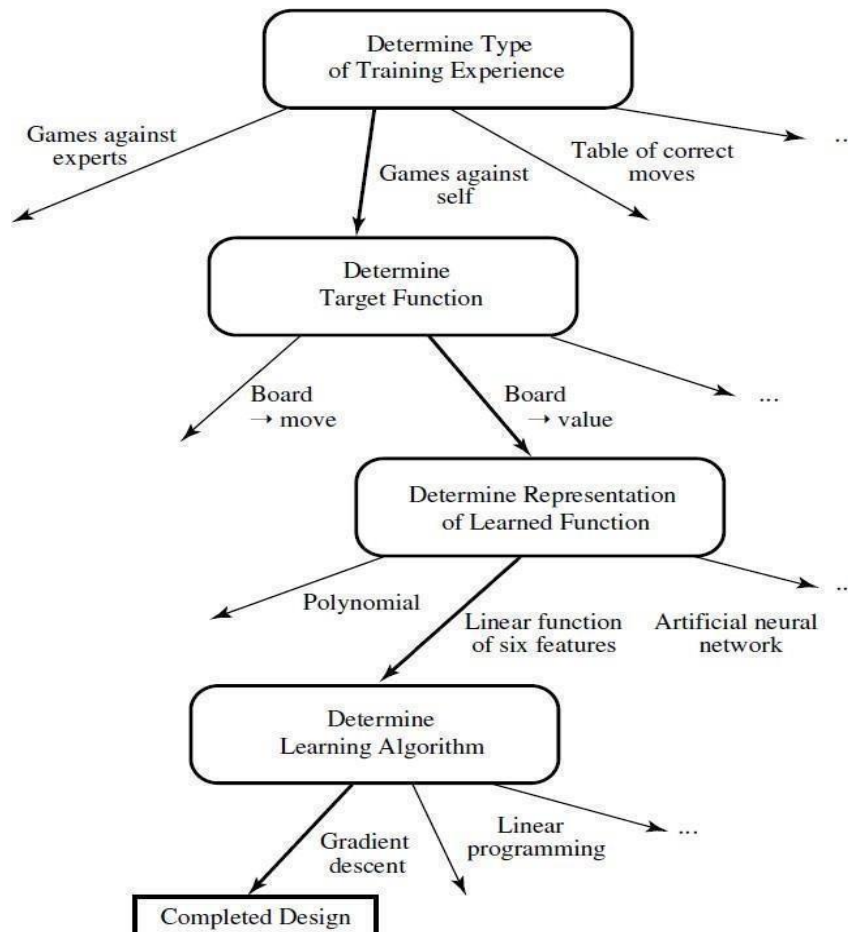 Determine Type
of Training Experience
Games against
experts
Games against
self
Table of correct
moves
...
Determine
Target Function
Board
→ move
Board
→ value
...
Determine Representation
of Learned Function
Polynomial
Linear function
of six features
Artificial neural
network
...
Determine
Learning Algorithm
Gradient
descent
Linear
programming
...
Completed Design